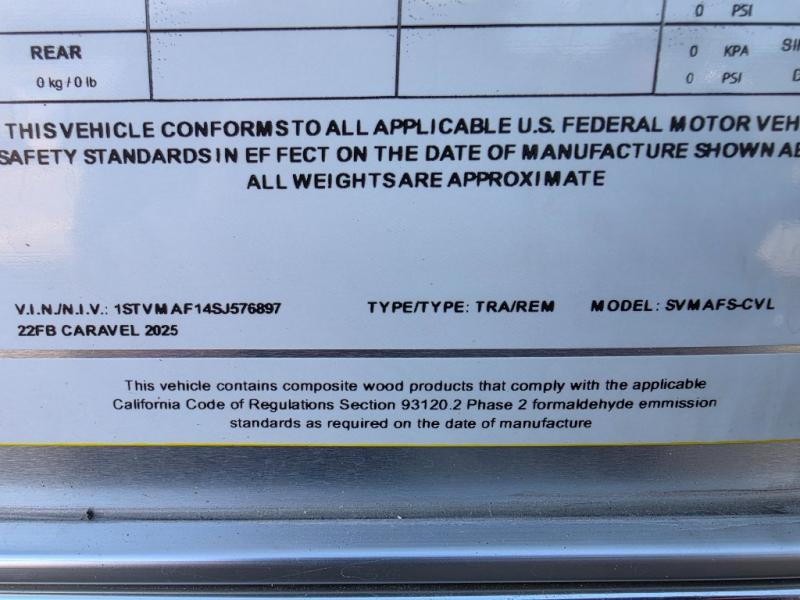 0 PSI
REAR
0 kg / 0 lb
0 KPA
0 PSI
THIS VEHICLE CONFORMS TO ALL APPLICABLE U.S. FEDERAL MOTOR VEH
SAFETY STANDARDS IN EF FECT ON THE DATE OF MANUFACTURE SHOWN
ALL WEIGHTS ARE APPROXIMATE
V.I.N./N.I.V.: 1STVMAF14SJ576897 TYPE/TYPE: TRA/REM MODEL: SVMAFS-CVL
22FB CARAVEL 2025
This vehicle contains composite wood products that comply with the applicable
California Code of Regulations Section 93120.2 Phase 2 formaldehyde emmission
standards as required on the date of manufacture